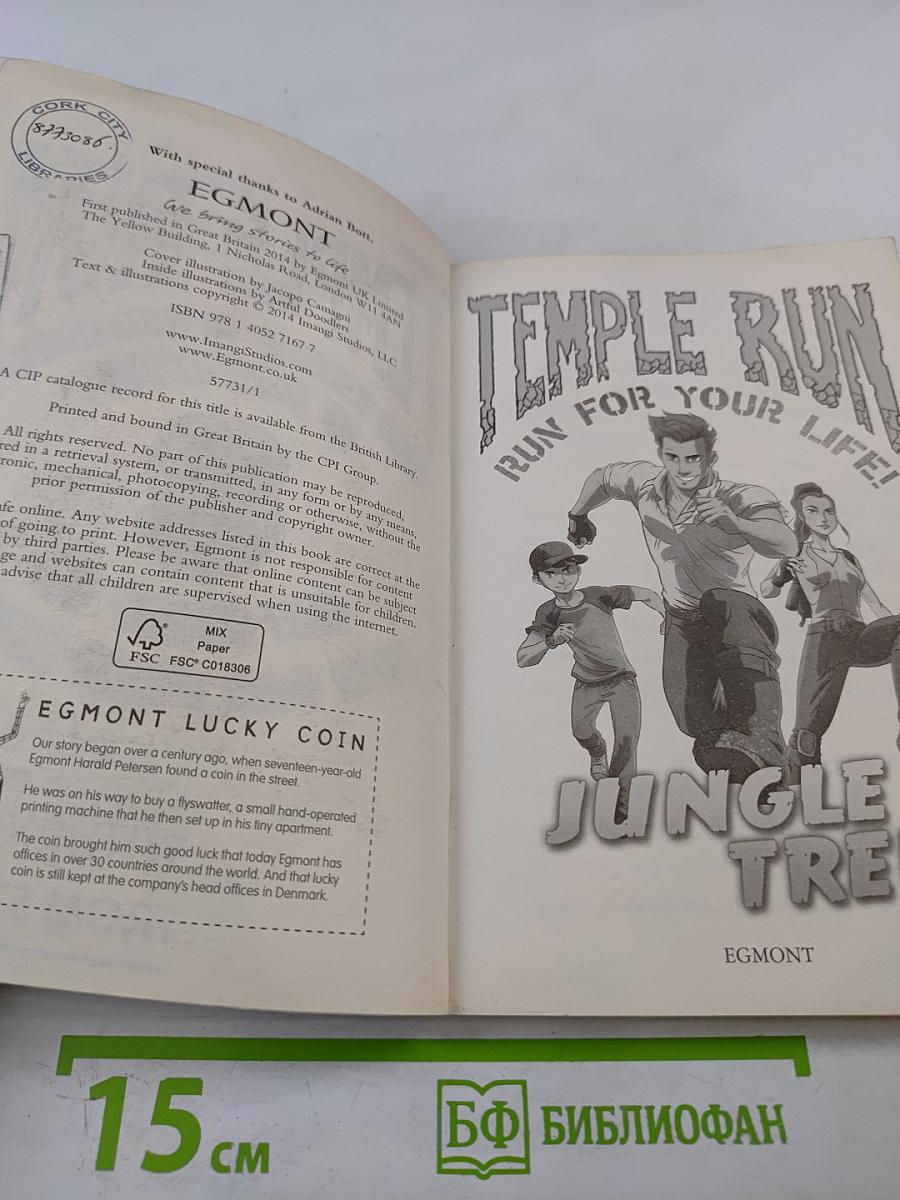 CORK CITY
8773086
LIBRARIES
With special thanks to Adrian Bott.
EGMONT
We bring stories to life
First published in Great Britain 2014 by Egmont UK Limited
The Yellow Building, 1 Nicholas Road, London W11 4AN
Cover illustration by Jacopo Camagni
Inside illustrations by Artful Doodlers
Text & illustrations copyright © 2014 Imangi Studios, LLC
ISBN 978 1 4052 7167 7
www.ImangiStudios.com
www.Egmont.co.uk
57731/1
A CIP catalogue record for this title is available from the British Library.
Printed and bound in Great Britain by the CPI Group.
All rights reserved. No part of this publication may be reproduced,
red in a retrieval system, or transmitted, in any form or by any means,
ronic, mechanical, photocopying, recording or otherwise, without the
prior permission of the publisher and copyright owner.
fe online. Any website addresses listed in this book are correct at the
of going to print. However, Egmont is not responsible for content
by third parties. Please be aware that online content can be subject
ge and websites can contain content that is unsuitable for children.
advise that all children are supervised when using the internet.
FSC
MIX
Paper
FSC® C018306
EGMONT LUCKY COIN
Our story began over a century ago, when seventeen-year-old
Egmont Harald Petersen found a coin in the street.
He was on his way to buy a flyswatter, a small hand-operated
printing machine that he then set up in his tiny apartment.
The coin brought him such good luck that today Egmont has
offices in over 30 countries around the world. And that lucky
coin is still kept at the company's head offices in Denmark.
TEMPLE RUN
RUN FOR YOUR LIFE!
JUNGLE
TRE
EGMONT
15 см
БФ БИБЛИОФАН